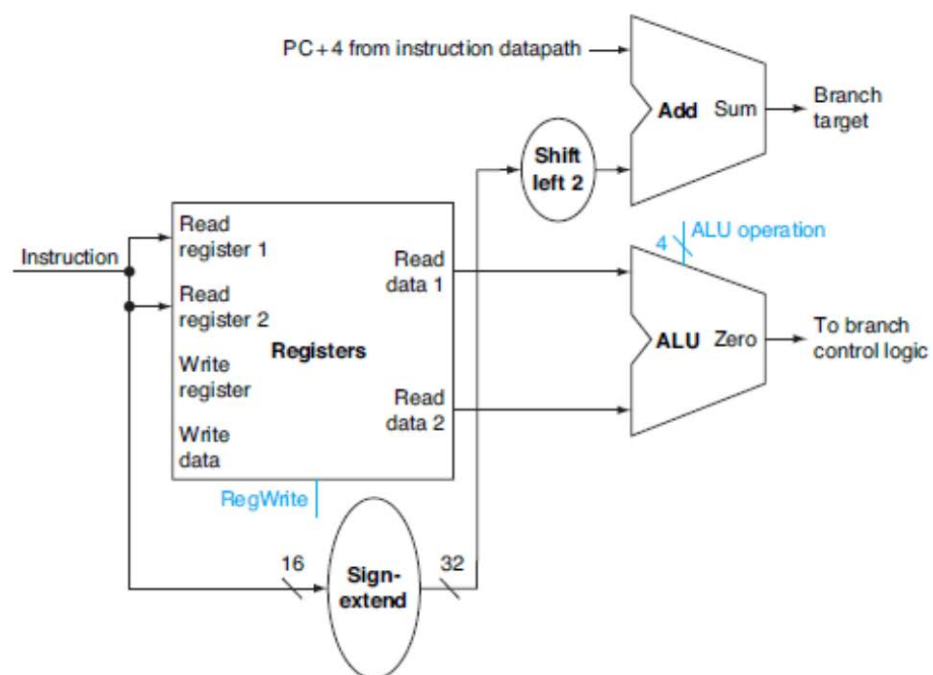 PC+4 from instruction datapath
Add Sum
Branch
target
Shift
left 2
Instruction
Read
register 1
Read
register 2
Write
register
Write
data
Registers
Read
data 1
Read
data 2
RegWrite
4
ALU operation
ALU Zero
To branch
control logic
16
Sign-
extend
32